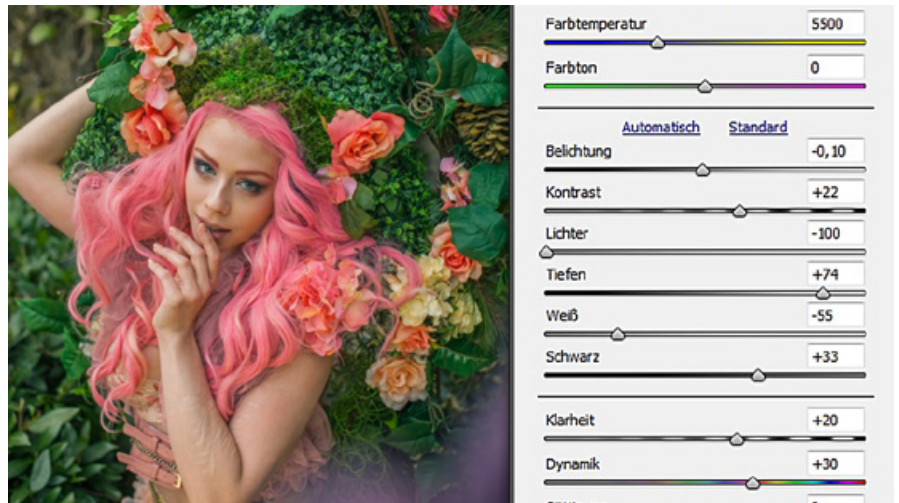 Farbtemperatur 5500
Farbton 0
Automatisch Standard
Belichtung -0,10
Kontrast +22
Lichter -100
Tiefen +74
Weiß -55
Schwarz +33
Klarheit +20
Dynamik +30